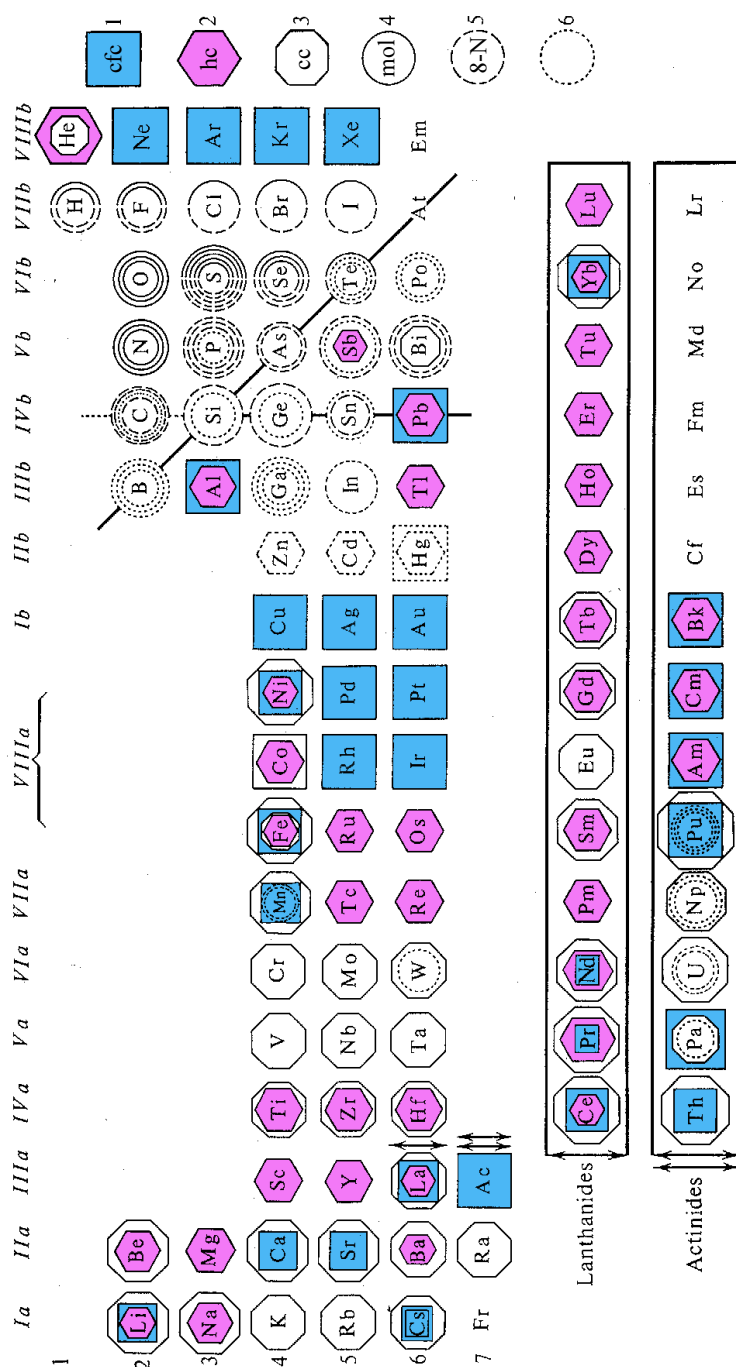 Ia IIa IIIa IVa Va VIa VIIa VIIIa Ib IIb IIIb IVb Vb VIb VIIb VIIIb
1 H He
2 Li Be B C N O F Ne
3 Na Mg Al Si P S Cl Ar
4 K Ca Sc Ti V Cr Mn Fe Co Ni Cu Zn Ga Ge As Se Br Kr
5 Rb Sr Y Zr Nb Mo Tc Ru Rh Pd Ag Cd In Sn Sb Te I Xe
6 Cs Ba La Hf Ta W Re Os Ir Pt Au Hg Tl Pb Bi Po At Em
7 Fr Ra Ac
Lanthanides Ce Pr Nd Pm Sm Eu Gd Tb Dy Ho Er Tu Yb Lu
Actinides Th Pa U Np Pu Am Cm Bk Cf Es Fm Md No Lr
cfc 1
hc 2
cc 3
mol 4
8-N 5
6